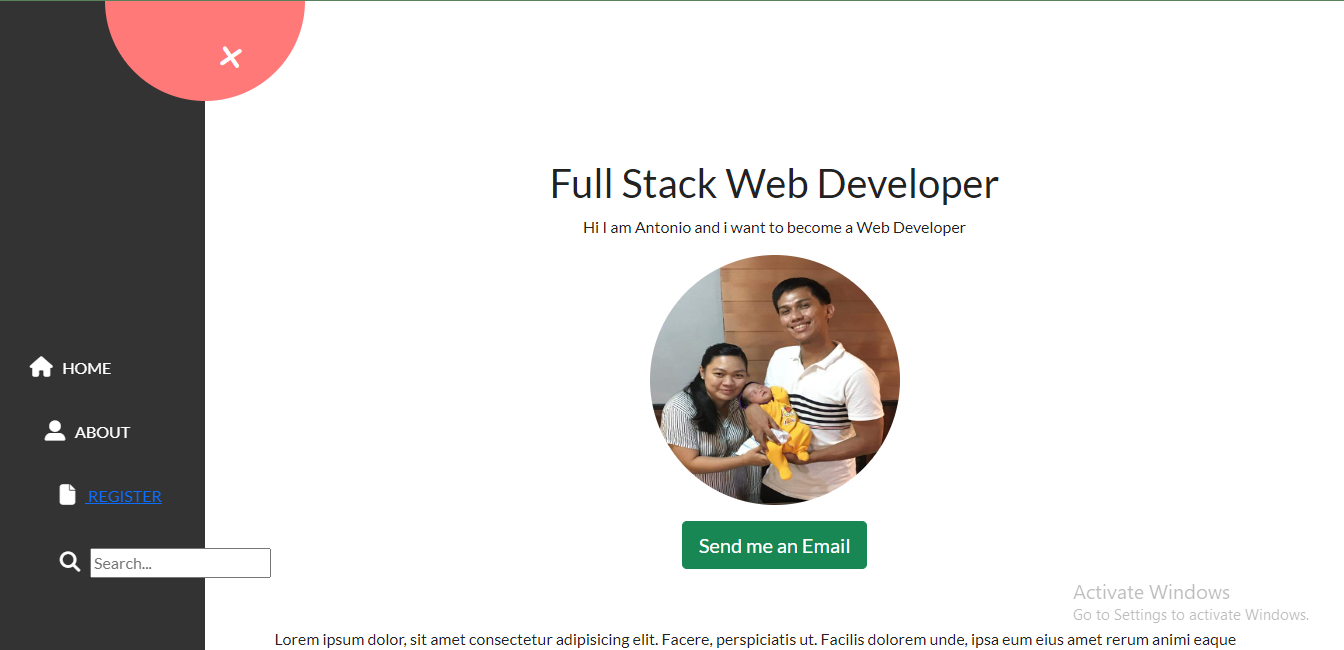 Full Stack Web Developer
Hi I am Antonio and i want to become a Web Developer
HOME
ABOUT
REGISTER
Search...
Send me an Email
Activate Windows
Go to Settings to activate Windows.
Lorem ipsum dolor, sit amet consectetur adipisicing elit. Facere, perspiciatis ut. Facilis dolorem unde, ipsa eum eius amet rerum animi eaque